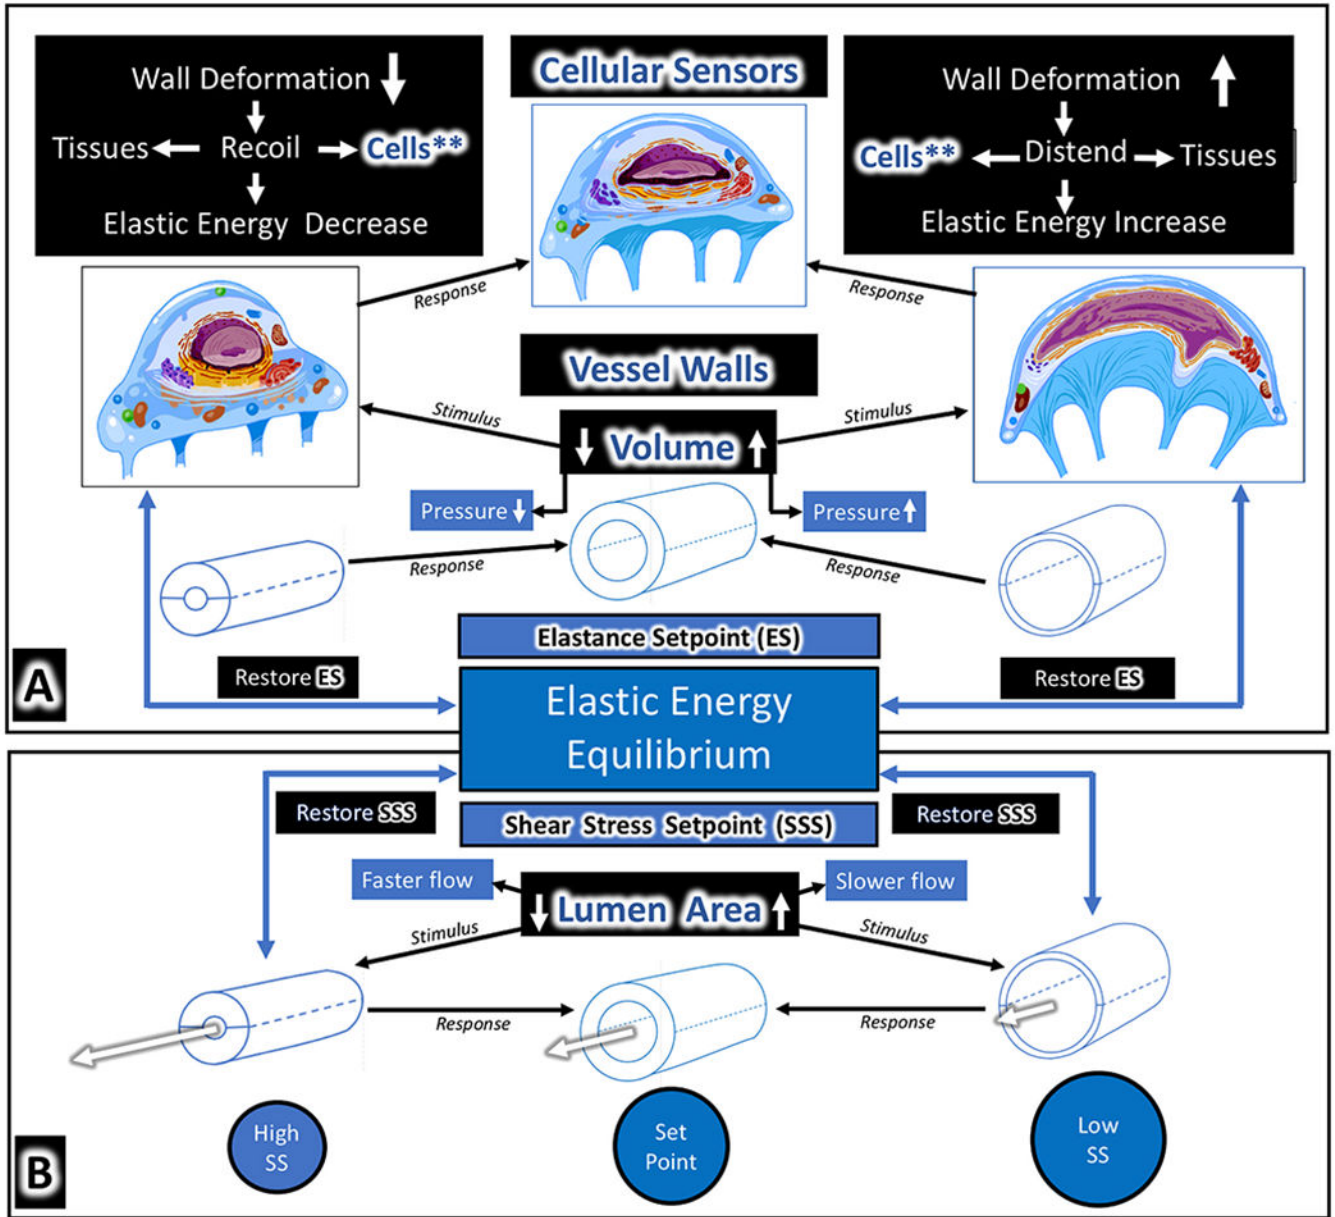 Cellular Sensors
Wall Deformation
Tissues Recoil Cells**
Elastic Energy Decrease
Wall Deformation
Cells** Distend Tissues
Elastic Energy Increase
Response
Response
Vessel Walls
Stimulus
Stimulus
Volume
Pressure
Pressure
Response
Response
Elastance Setpoint (ES)
Restore ES
Restore ES
A
Elastic Energy
Equilibrium
Restore SSS
Restore SSS
Shear Stress Setpoint (SSS)
Faster flow
Slower flow
Lumen Area
Stimulus
Stimulus
Response
Response
High
SS
Set
Point
Low
SS
B